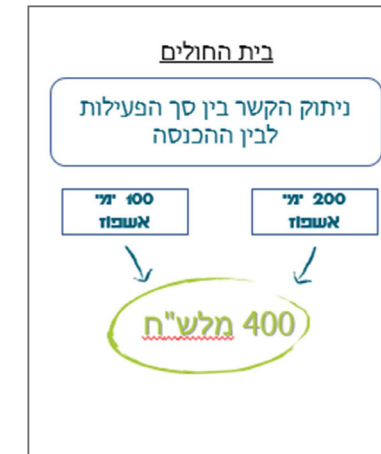 בית החולים
ניתוק הקשר בין סך הפעילות
לבין ההכנסה
200 ימי
אשפוז
100 ימי
אשפוז
400 מלש"ח